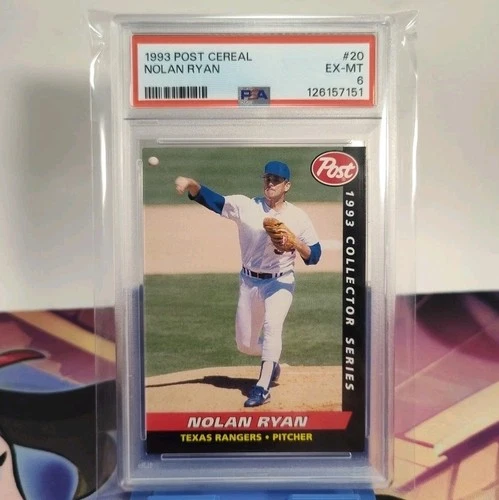 1993 POST CEREAL #20
NOLAN RYAN EX-MT
6
PSA 126157151
Post
1993 COLLECTOR SERIES
NOLAN RYAN
TEXAS RANGERS • PITCHER